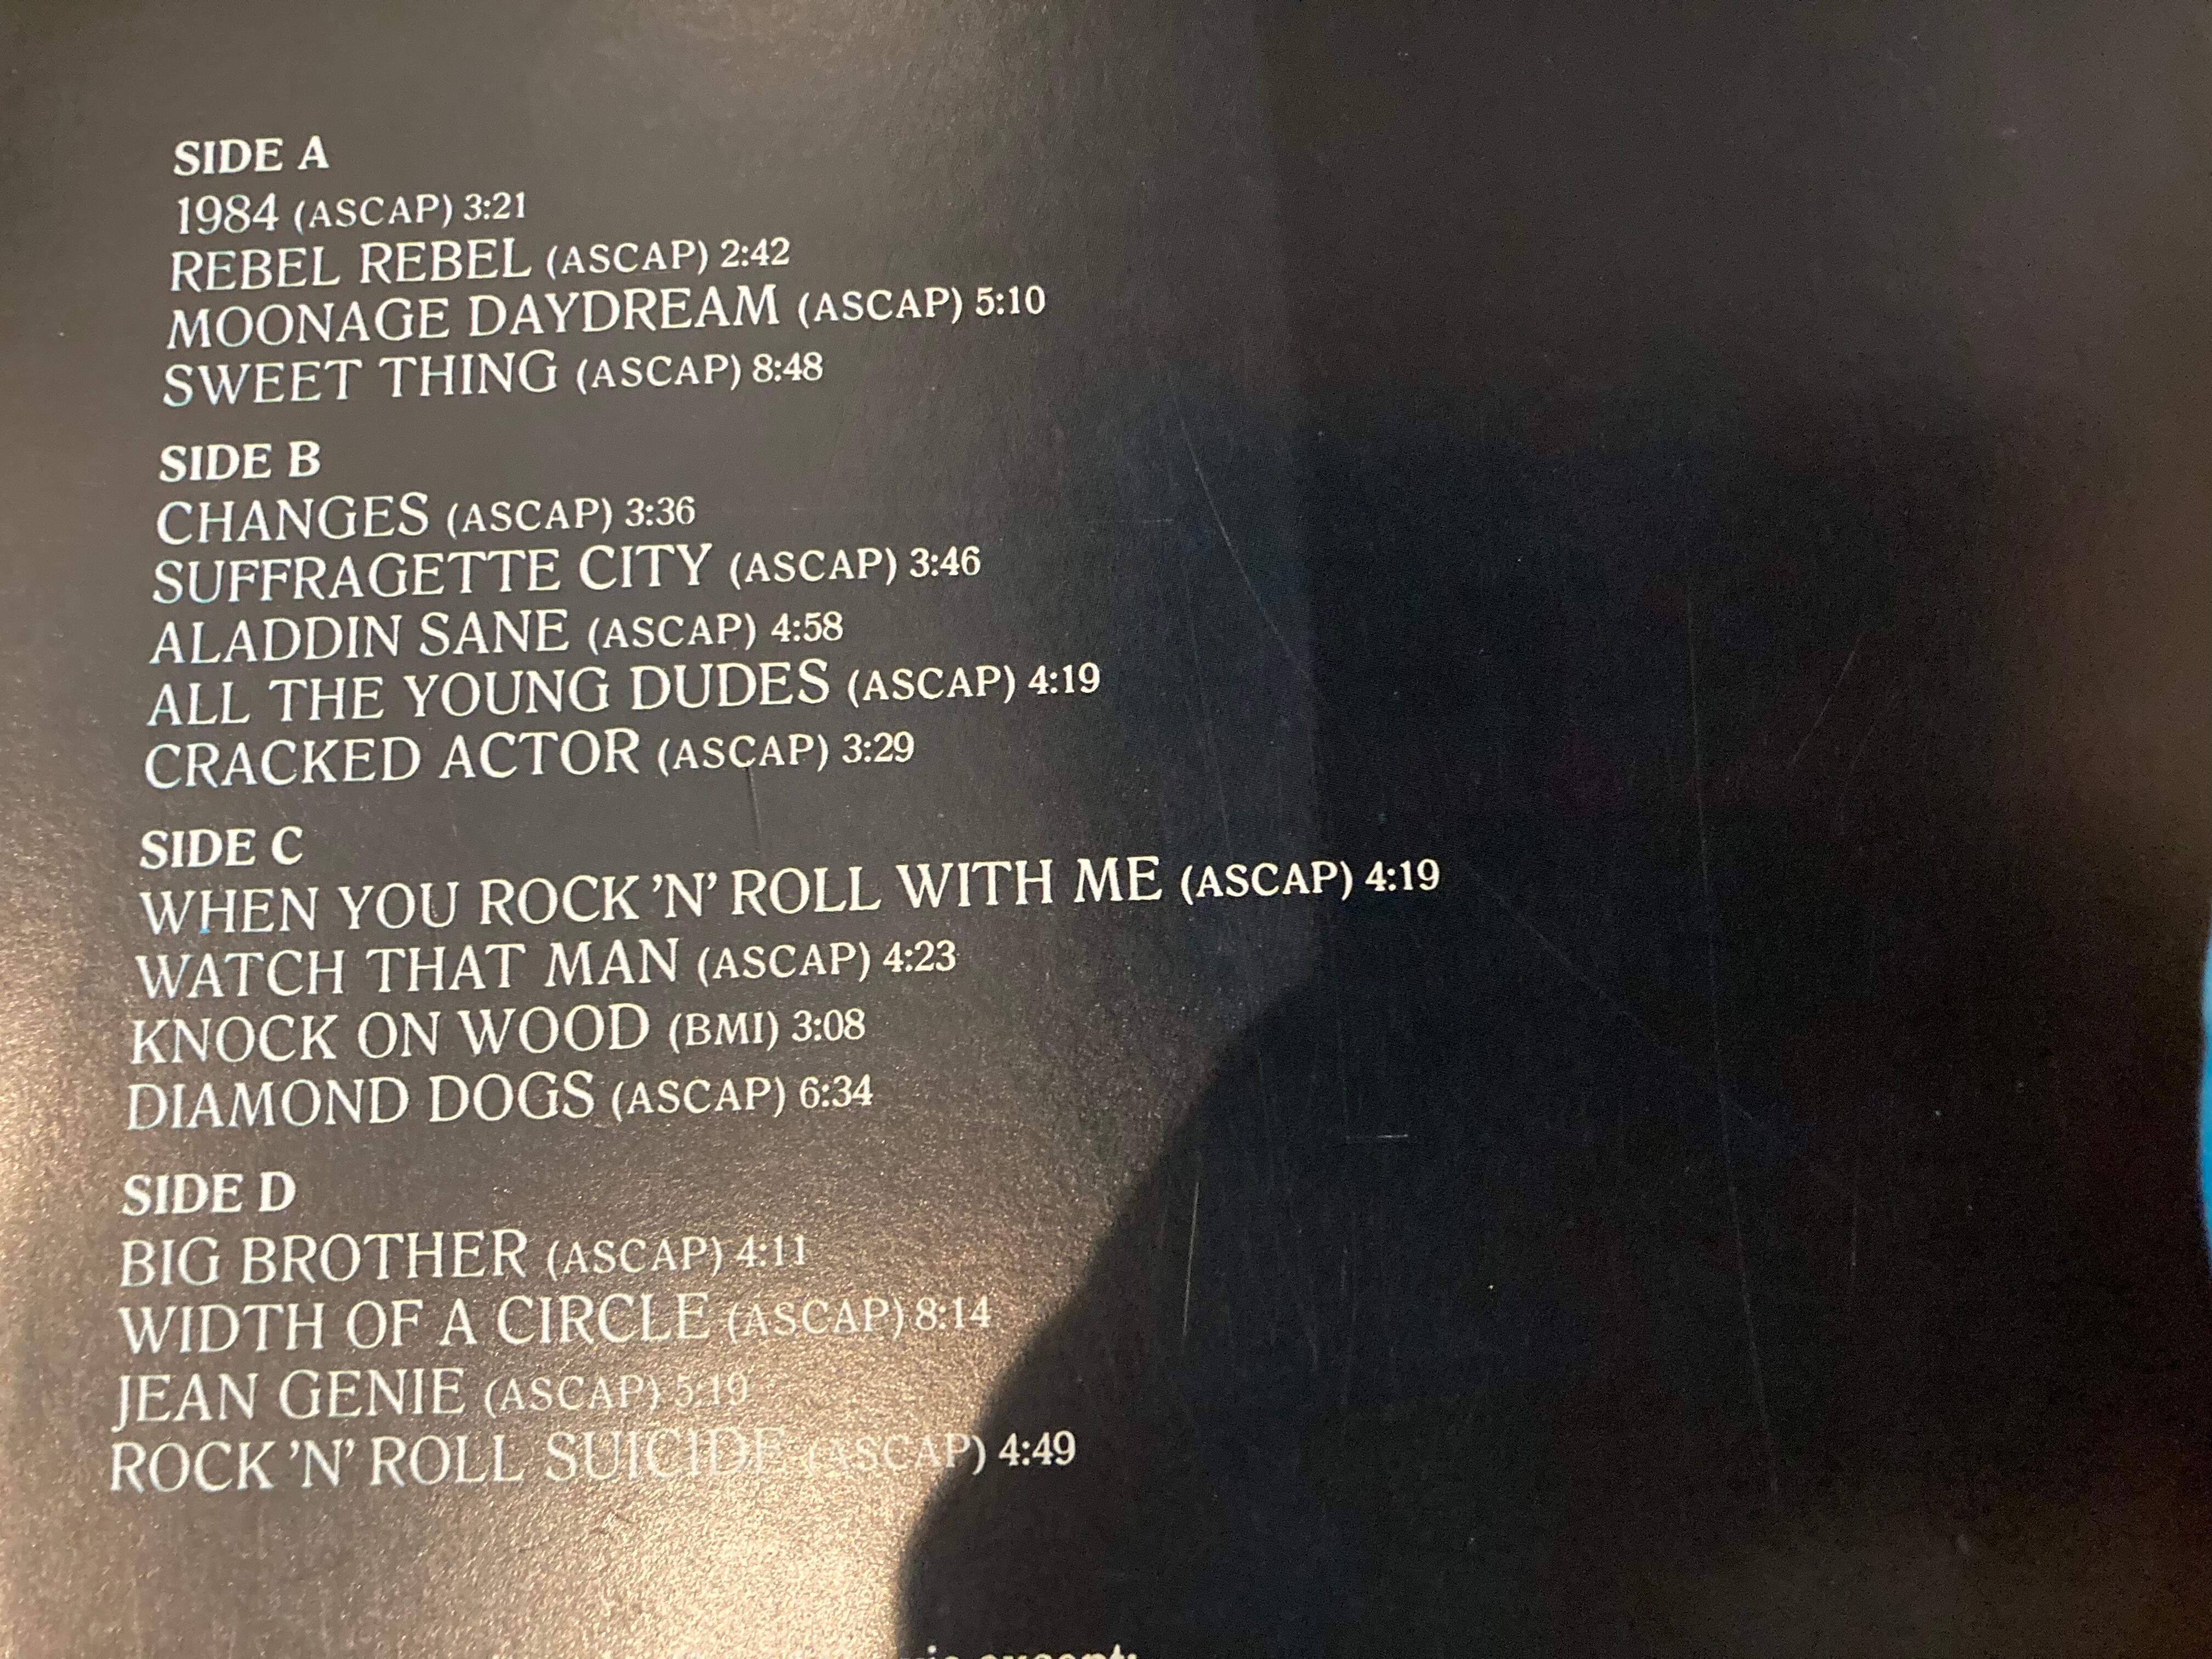 SIDE A
1984 (ASCAP) 3:21
REBEL REBEL (ASCAP) 2:42
MOONAGE DAYDREAM (ASCAP) 5:10
SWEET THING (ASCAP) 8:48
SIDE B
CHANGES (ASCAP) 3:36
SUFFRAGETTE CITY (ASCAP) 3:46
ALADDIN SANE (ASCAP) 4:58
ALL THE YOUNG DUDES (ASCAP) 4:19
CRACKED ACTOR (ASCAP) 3:29
SIDE C
WHEN YOU ROCK 'N' ROLL WITH ME (ASCAP) 4:19
WATCH THAT MAN (ASCAP) 4:23
KNOCK ON WOOD (BMI) 3:08
DIAMOND DOGS (ASCAP) 6:34
SIDE D
BIG BROTHER (ASCAP) 4:11
WIDTH OF A CIRCLE (ASCAP) 8:14
JEAN GENIE (ASCAP) 5:19
ROCK 'N' ROLL SUICIDE (ASCAP) 4:49
except: